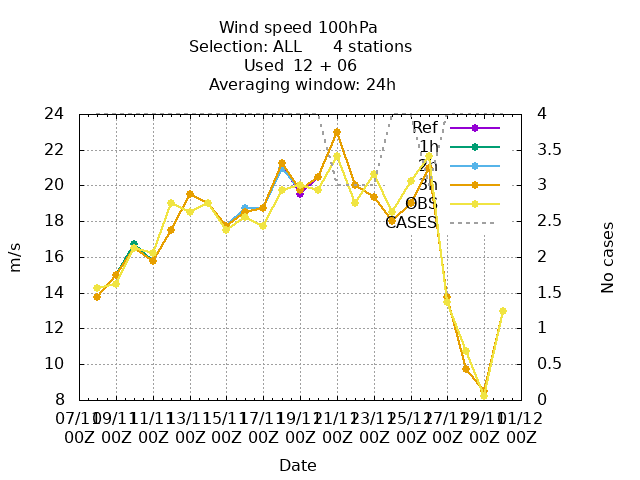 Wind speed 100hPa
Selection: ALL 4 stations
Used 12 + 06
Averaging window: 24h
24 4
Ref
1h
22 3.5
2h
20 3
3h
OBS
18 2.5
CASES
16 2
14 1.5
12 1
10 0.5
8 0
m/s
No cases
07/11 09/11 11/11 13/11 15/11 17/11 19/11 21/11 23/11 25/11 27/11 29/11 01/12
00Z 00Z 00Z 00Z 00Z 00Z 00Z 00Z 00Z 00Z 00Z 00Z 00Z
Date